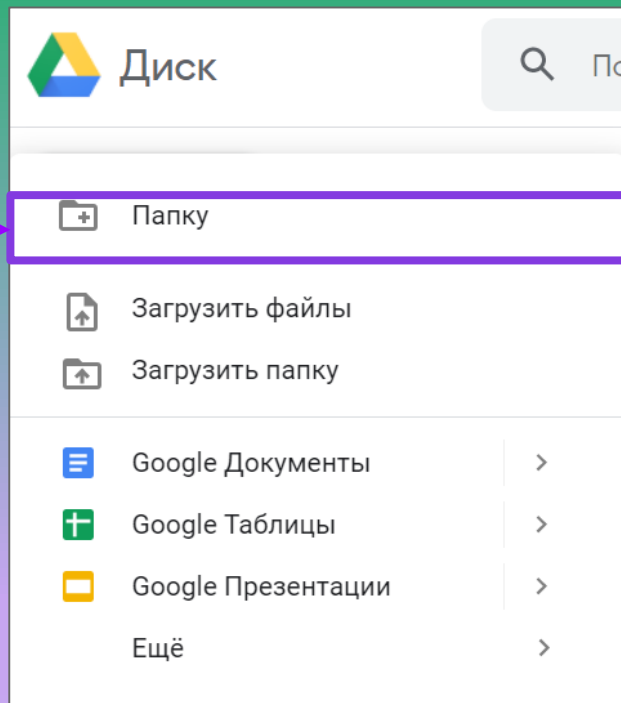 Диск
Папку
Загрузить файлы
Загрузить папку
Google Документы
Google Таблицы
Google Презентации
Ещё